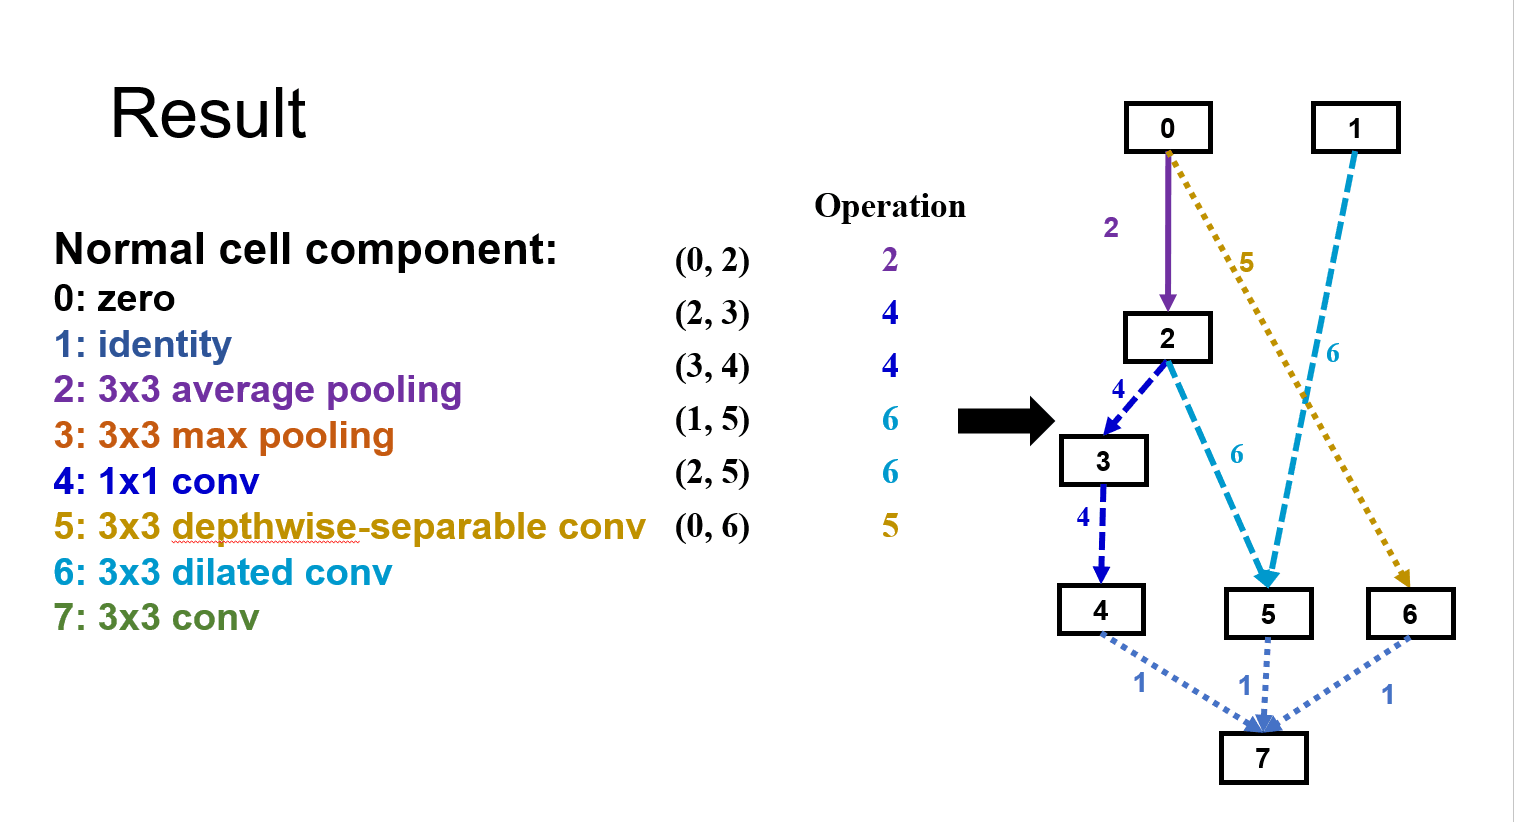 Result
Normal cell component:
0: zero
1: identity
2: 3x3 average pooling
3: 3x3 max pooling
4: 1x1 conv
5: 3x3 depthwise-separable conv
6: 3x3 dilated conv
7: 3x3 conv
Operation
(0, 2) 2
(2, 3) 4
(3, 4) 4
(1, 5) 6
(2, 5) 6
(0, 6) 5
0 1
2
5
2
6
4
6
3
4
4 5 6
1 1 1
7